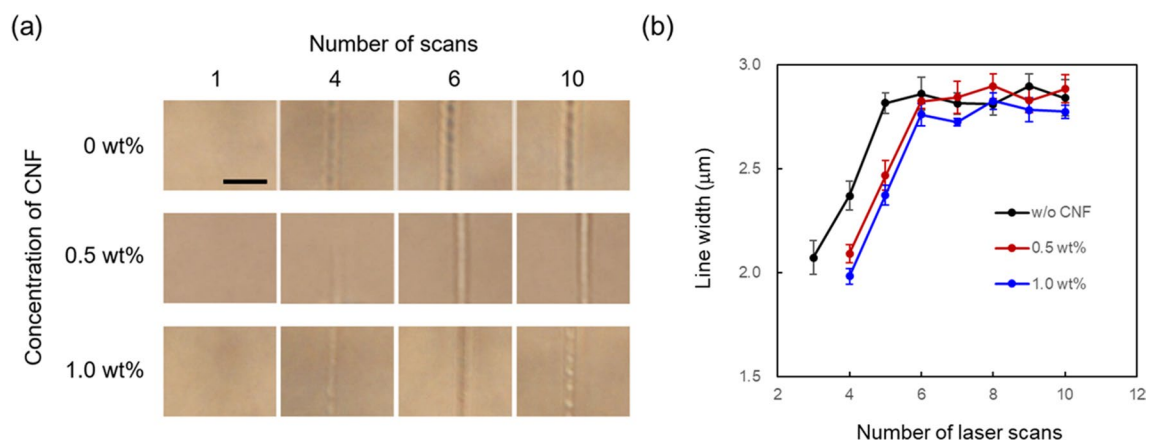 (a)
Number of scans
1 4 6 10
Concentration of CNF
0 wt%
0.5 wt%
1.0 wt%
(b)
3.0
2.5
2.0
1.5
Line width (μm)
w/o CNF
0.5 wt%
1.0 wt%
2 4 6 8 10 12
Number of laser scans